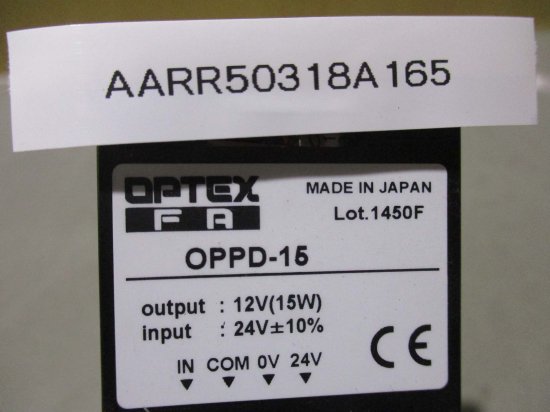 AARR50318A165
OPTEX
FA
MADE IN JAPAN
Lot.1450F
OPPD-15
output : 12V(15W)
input : 24V±10%
CE
IN COM 0V 24V